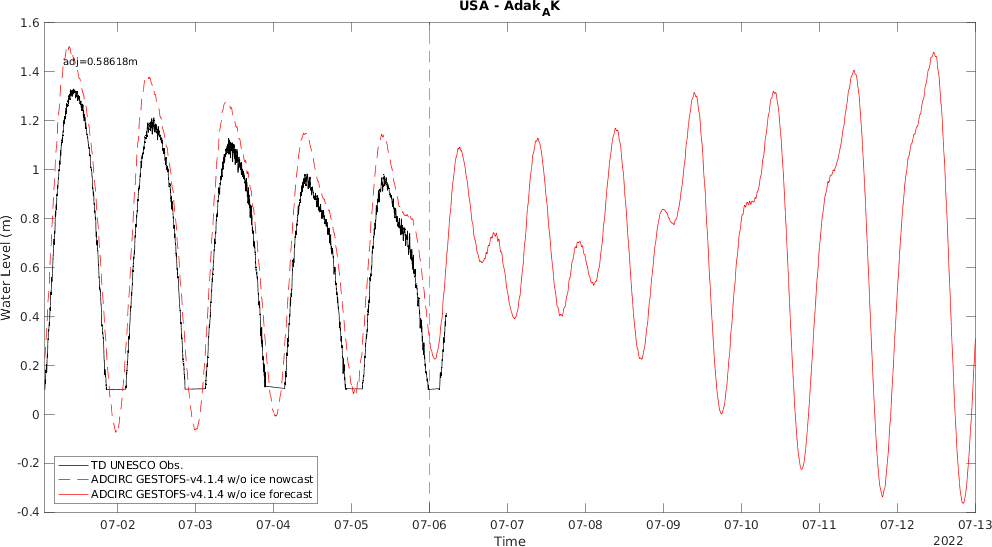 USA - Adak AK
1.6
1.4
1.2
1
0.8
0.6
0.4
0.2
0
-0.2
-0.4
Water Level (m)
adj=0.58618m
TD UNESCO Obs.
ADCIRC GESTOFS-v4.1.4 w/o ice nowcast
ADCIRC GESTOFS-v4.1.4 w/o ice forecast
07-02 07-03 07-04 07-05 07-06 07-07 07-08 07-09 07-10 07-11 07-12 07-13
Time
2022